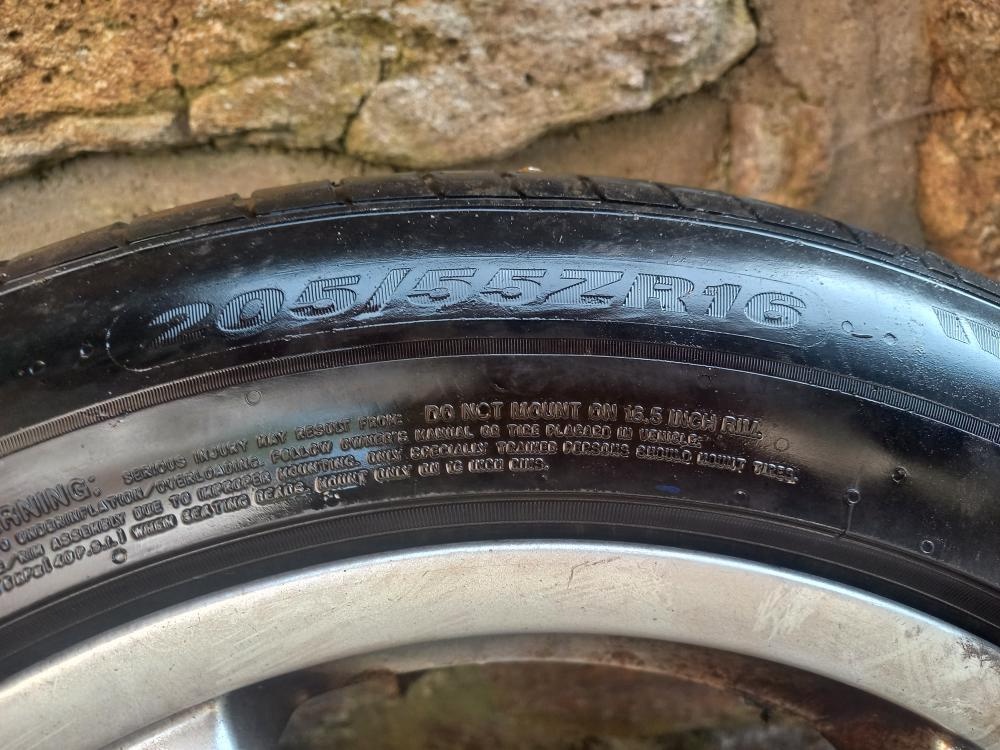 205/55ZR16
DO NOT MOUNT ON 16.5 INCH RIM.
WARNING: SERIOUS INJURY MAY RESULT FROM:
UNDERINFLATION/OVERLOADING. FOLLOW OWNER'S MANUAL OR TIRE PLACARD IN VEHICLE;
/RIM ASSEMBLY DUE TO IMPROPER MOUNTING. ONLY SPECIALLY TRAINED PERSONS SHOULD MOUNT TIRES.
(40 P.S.I.) WHEN SEATING BEADS. MOUNT ONLY ON 16 INCH RIMS.